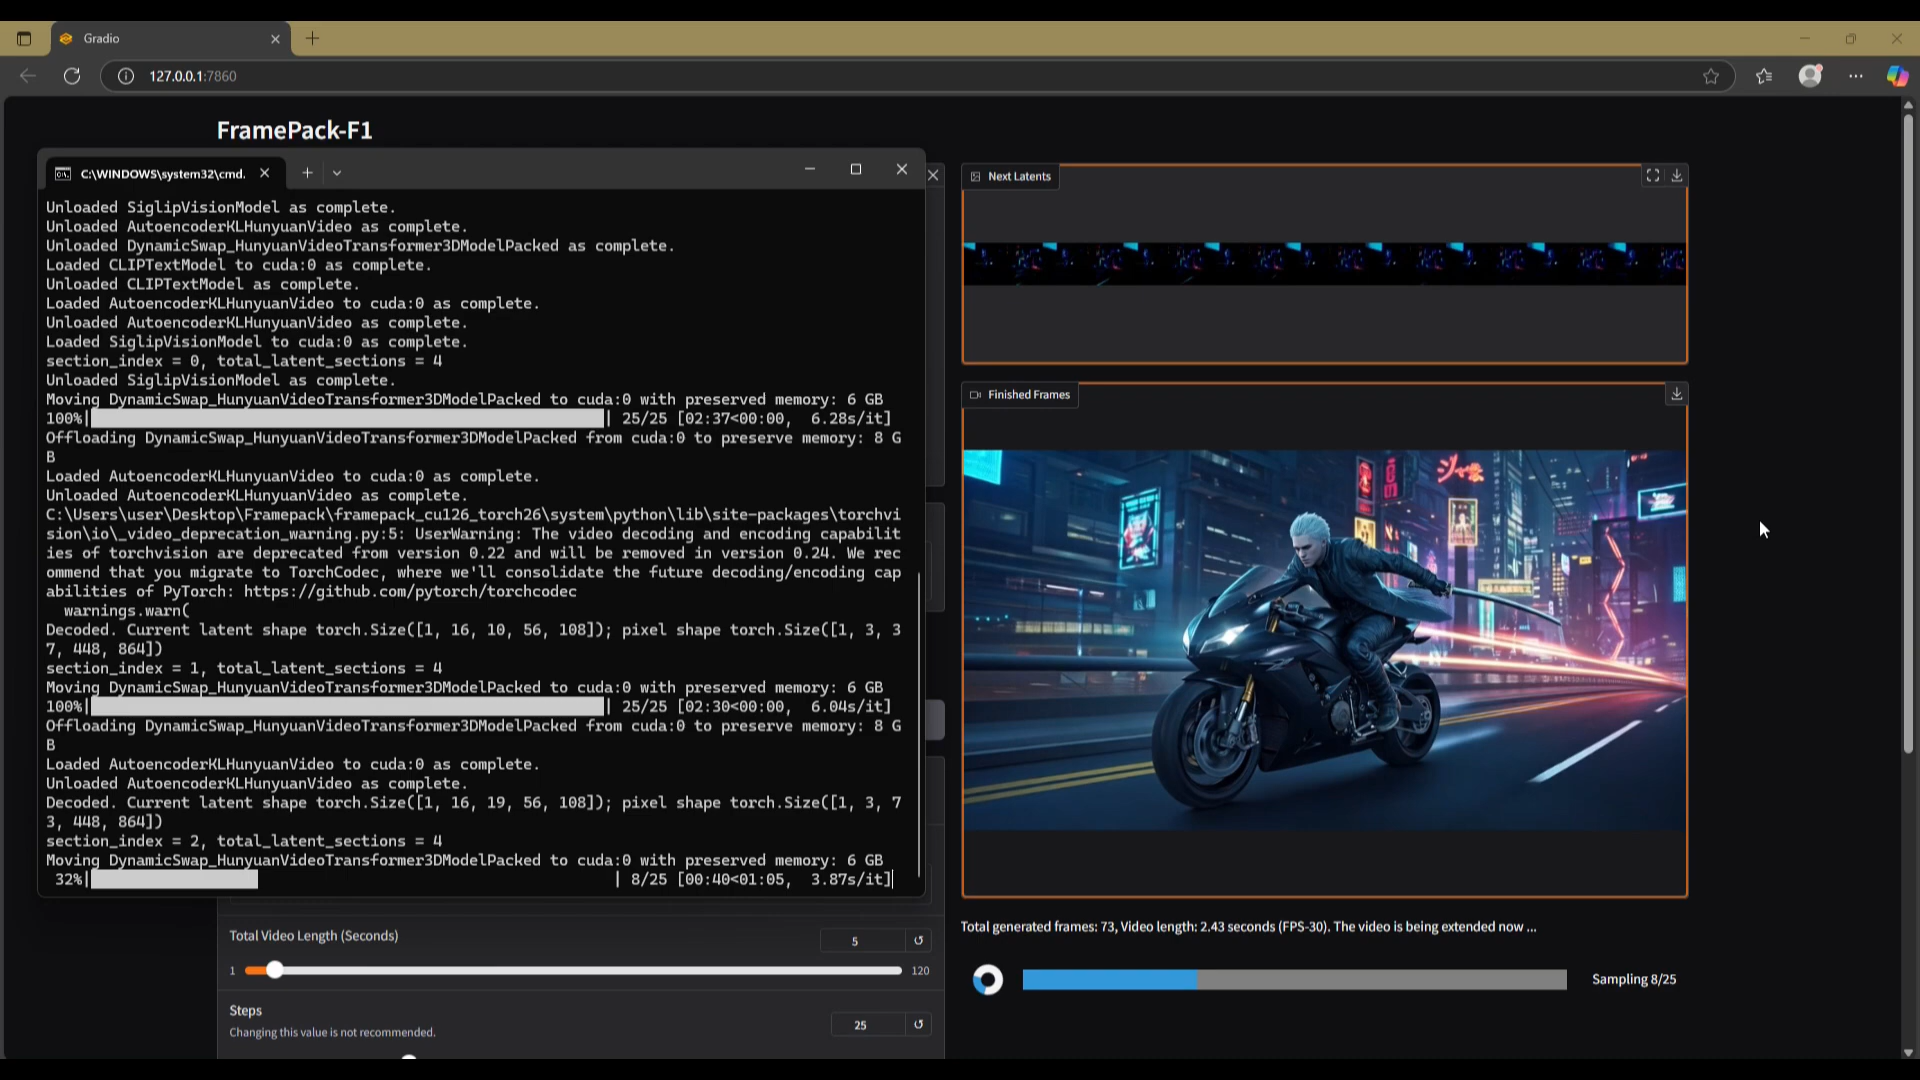 Gradio
127.0.0.1:7860
FramePack-F1
C:\WINDOWS\system32\cmd.
Unloaded SiglipVisionModel as complete.
Unloaded AutoencoderKLHunyuanVideo as complete.
Unloaded DynamicSwap_HunyuanVideoTransformer3DModelPacked as complete.
Loaded CLIPTextModel to cuda:0 as complete.
Unloaded CLIPTextModel as complete.
Loaded AutoencoderKLHunyuanVideo to cuda:0 as complete.
Unloaded AutoencoderKLHunyuanVideo as complete.
Loaded SiglipVisionModel to cuda:0 as complete.
section_index = 0, total_latent_sections = 4
Unloaded SiglipVisionModel as complete.
Moving DynamicSwap_HunyuanVideoTransformer3DModelPacked to cuda:0 with preserved memory: 6 GB
100%| | 25/25 [02:37<00:00,  6.28s/it]
Offloading DynamicSwap_HunyuanVideoTransformer3DModelPacked from cuda:0 to preserve memory: 8 G
B
Loaded AutoencoderKLHunyuanVideo to cuda:0 as complete.
Unloaded AutoencoderKLHunyuanVideo as complete.
C:\Users\user\Desktop\Framepack\framepack_cu126_torch26\system\python\lib\site-packages\torchvi
sion\io\_video_deprecation_warning.py:5: UserWarning: The video decoding and encoding capabilit
ies of torchvision are deprecated from version 0.22 and will be removed in version 0.24. We rec
ommend that you migrate to TorchCodec, where we'll consolidate the future decoding/encoding cap
abilities of PyTorch: https://github.com/pytorch/torchcodec
warnings.warn(
Decoded. Current latent shape torch.Size([1, 16, 10, 56, 108]); pixel shape torch.Size([1, 3, 3
7, 448, 864])
section_index = 1, total_latent_sections = 4
Moving DynamicSwap_HunyuanVideoTransformer3DModelPacked to cuda:0 with preserved memory: 6 GB
100%| | 25/25 [02:30<00:00,  6.04s/it]
Offloading DynamicSwap_HunyuanVideoTransformer3DModelPacked from cuda:0 to preserve memory: 8 G
B
Loaded AutoencoderKLHunyuanVideo to cuda:0 as complete.
Unloaded AutoencoderKLHunyuanVideo as complete.
Decoded. Current latent shape torch.Size([1, 16, 19, 56, 108]); pixel shape torch.Size([1, 3, 7
3, 448, 864])
section_index = 2, total_latent_sections = 4
Moving DynamicSwap_HunyuanVideoTransformer3DModelPacked to cuda:0 with preserved memory: 6 GB
32%| | 8/25 [00:40<01:05,  3.87s/it]
Total Video Length (Seconds)
5
1
120
Steps
Changing this value is not recommended.
25
Next Latents
Finished Frames
Total generated frames: 73, Video length: 2.43 seconds (FPS-30). The video is being extended now ...
Sampling 8/25